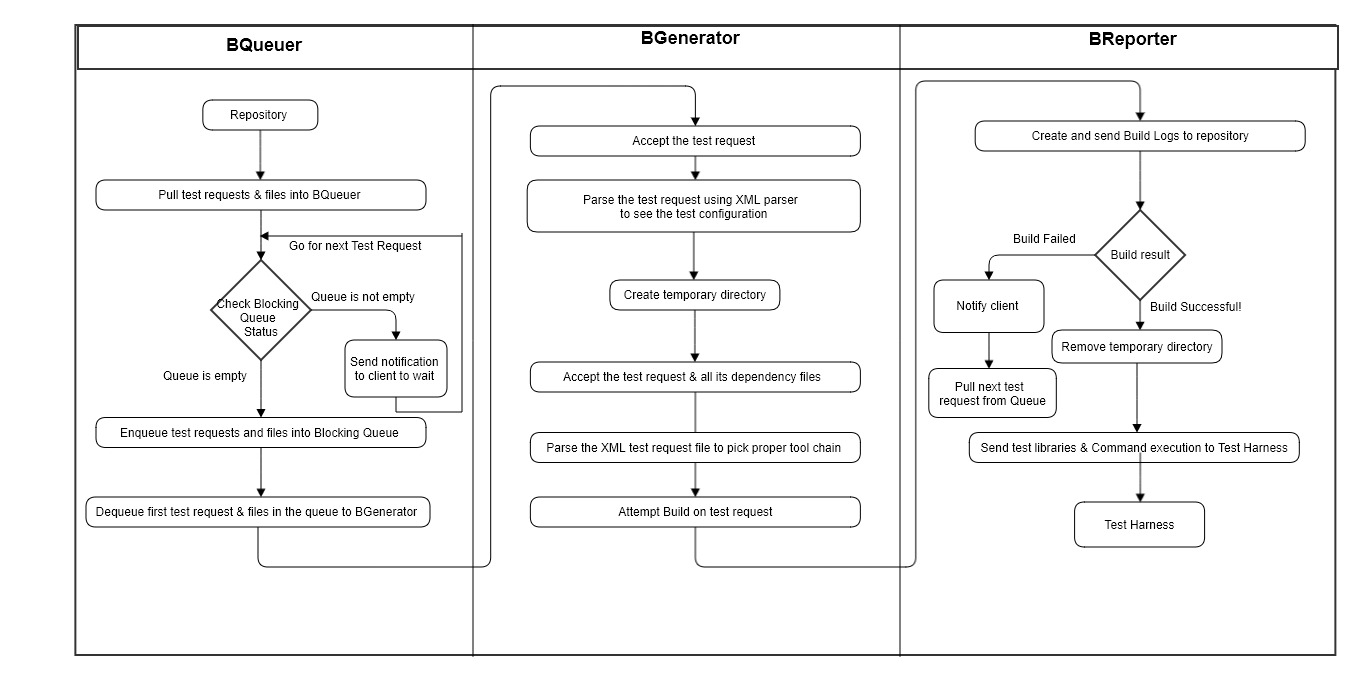 BQueuer
BGenerator
BReporter
Repository
Pull test requests & files into BQueuer
Go for next Test Request
Check Blocking
Queue
Status
Queue is not empty
Send notification
to client to wait
Queue is empty
Enqueue test requests and files into Blocking Queue
Dequeue first test request & files in the queue to BGenerator
Accept the test request
Parse the test request using XML parser
to see the test configuration
Create temporary directory
Accept the test request & all its dependency files
Parse the XML test request file to pick proper tool chain
Attempt Build on test request
Create and send Build Logs to repository
Build result
Build Failed
Notify client
Pull next test
request from Queue
Build Successful!
Remove temporary directory
Send test libraries & Command execution to Test Harness
Test Harness